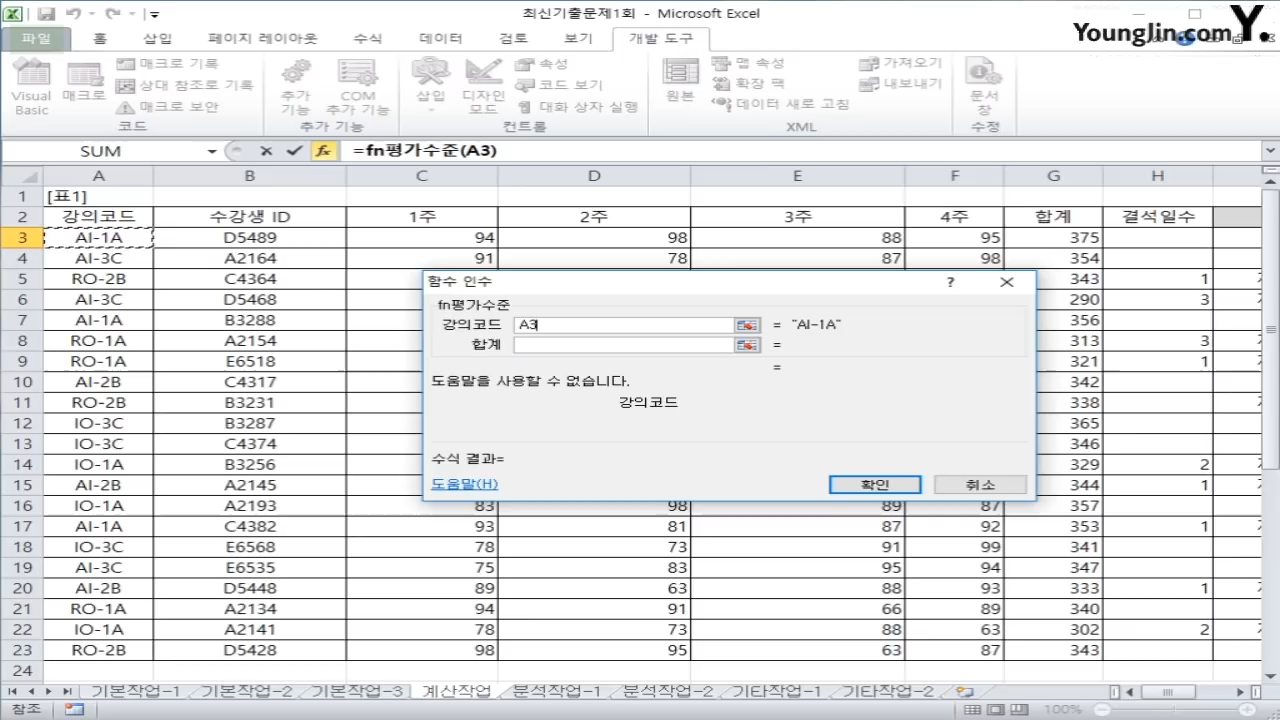 최신기출문제1회 - Microsoft Excel
YoungJin.com Y.
파일 홈 삽입 페이지 레이아웃 수식 데이터 검토 보기 개발 도구
Visual Basic 매크로 매크로 기록 상대 참조로 기록 매크로 보안 코드
추가 기능 COM 추가 기능 추가 기능
삽입 디자인 모드 속성 코드 보기 대화 상자 실행 컨트롤
원본 맵 속성 확장 팩 데이터 새로 고침 가져오기 내보내기 XML
문서 창 수정
SUM =fn평가수준(A3)
A B C D E F G H
1 [표1]
2 강의코드 수강생 ID 1주 2주 3주 4주 합계 결석일수
3 AI-1A D5489 94 98 88 95 375
4 AI-3C A2164 91 78 87 98 354
5 RO-2B C4364 343 1
6 AI-3C D5468 290 3
7 AI-1A B3288 356
8 RO-1A A2154 313 3
9 RO-1A E6518 321 1
10 AI-2B C4317 342
11 RO-2B B3231 338
12 IO-3C B3287 365
13 IO-3C C4374 346
14 IO-1A B3256 329 2
15 AI-2B A2145 344 1
16 IO-1A A2193 83 98 89 87 357
17 AI-1A C4382 93 81 87 92 353 1
18 IO-3C E6568 78 73 91 99 341
19 AI-3C E6535 75 83 95 94 347
20 AI-2B D5448 89 63 88 93 333 1
21 RO-1A A2134 94 91 66 89 340
22 IO-1A A2141 78 73 88 63 302 2
23 RO-2B D5428 98 95 63 87 343
24
함수 인수 ?
fn평가수준
강의코드 A3 = "AI-1A"
합계 =
=
도움말을 사용할 수 없습니다.
강의코드
수식 결과=
도움말(H) 확인 취소
기본작업-1 기본작업-2 기본작업-3 계산작업 분석작업-1 분석작업-2 기타작업-1 기타작업-2
참조 100%